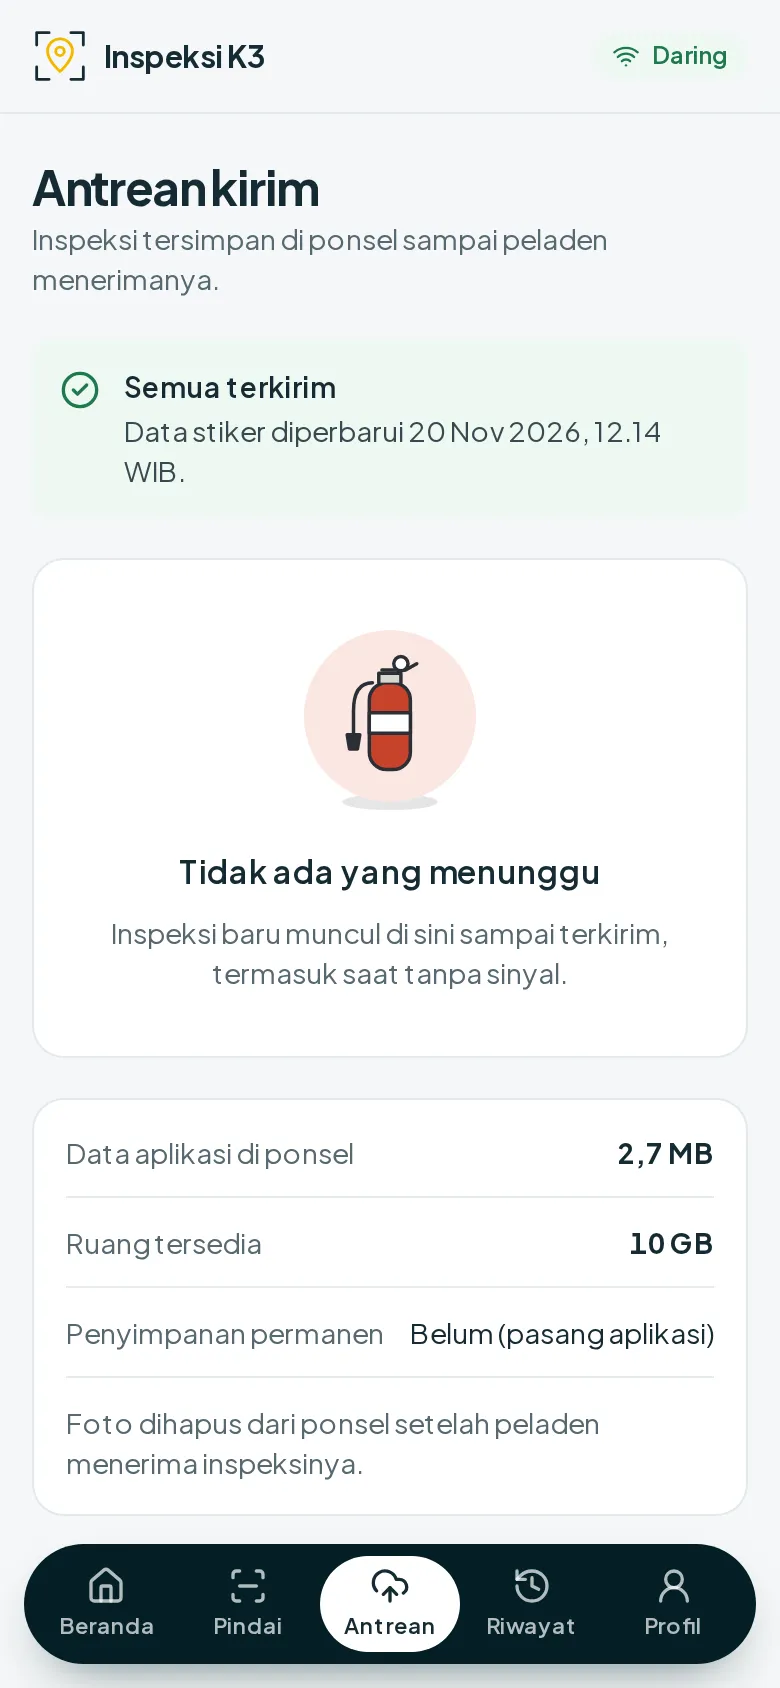 Inspeksi K3
Daring
Antrean kirim
Inspeksi tersimpan di ponsel sampai peladen
menerimanya.
Semua terkirim
Data stiker diperbarui 20 Nov 2026, 12.14
WIB.
Tidak ada yang menunggu
Inspeksi baru muncul di sini sampai terkirim,
termasuk saat tanpa sinyal.
Data aplikasi di ponsel 2,7 MB
Ruang tersedia 10 GB
Penyimpanan permanen Belum (pasang aplikasi)
Foto dihapus dari ponsel setelah peladen
menerima inspeksinya.
Beranda Pindai Antrean Riwayat Profil